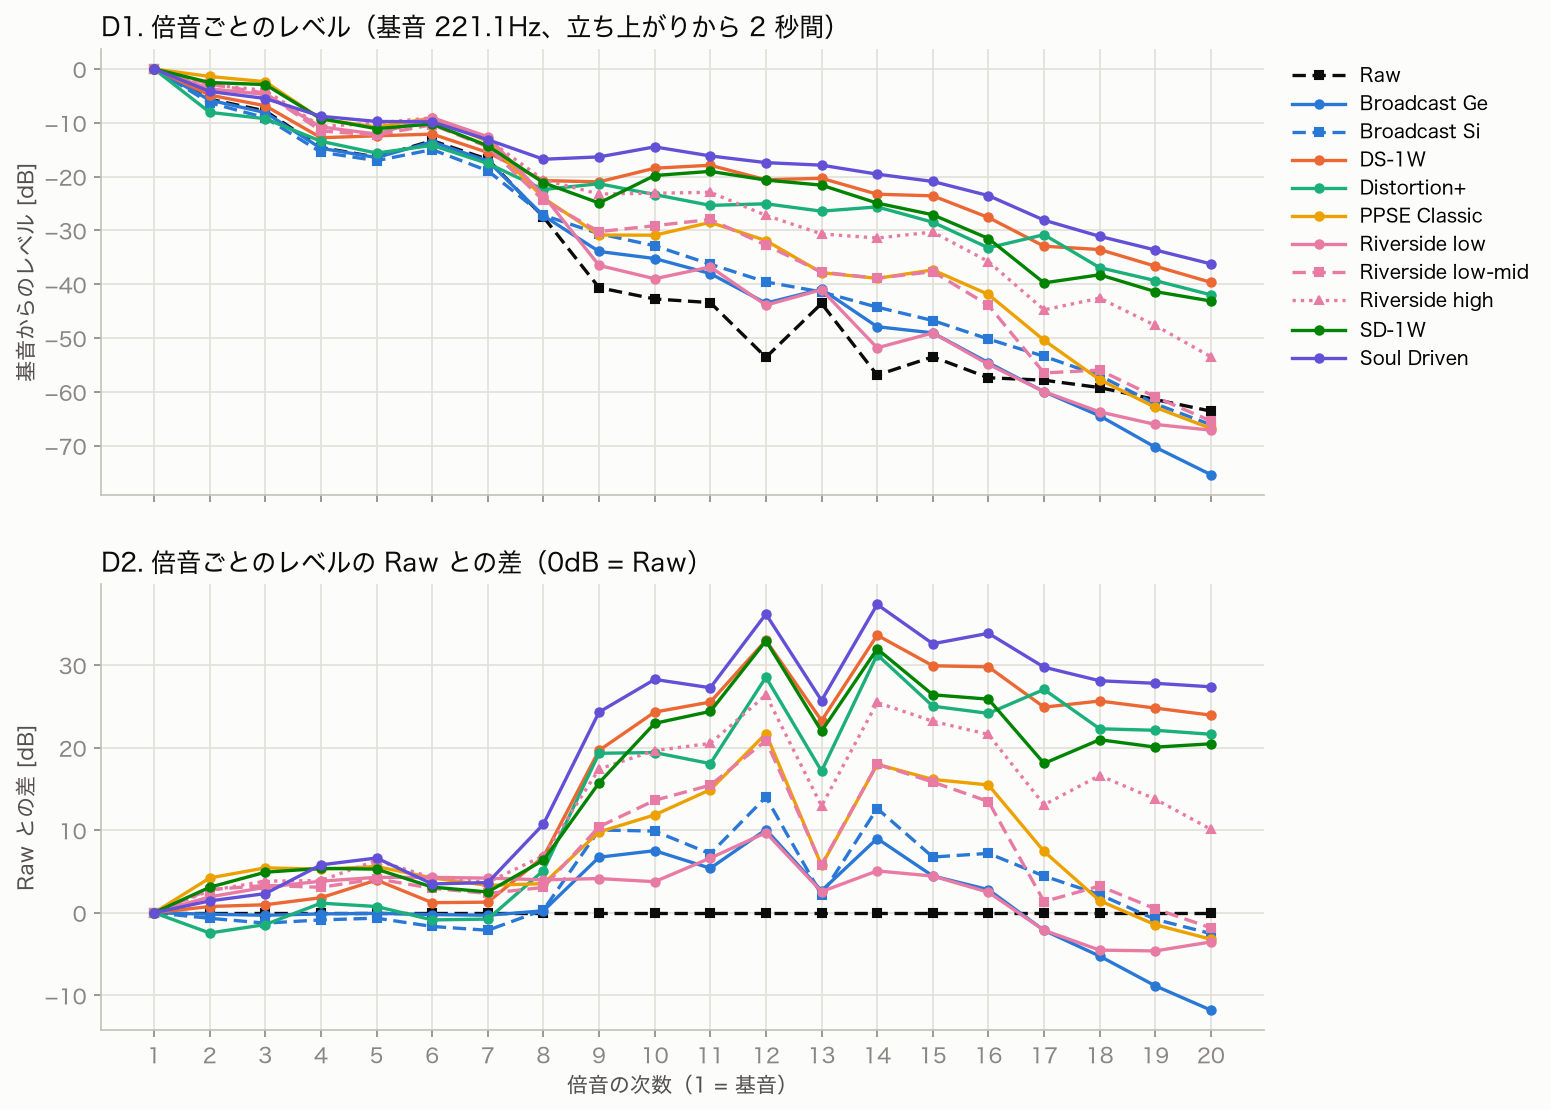 D1. 倍音ごとのレベル（基音 221.1Hz、立ち上がりから 2 秒間）
基音からのレベル [dB]
0
−10
−20
−30
−40
−50
−60
−70
Raw
Broadcast Ge
Broadcast Si
DS-1W
Distortion+
PPSE Classic
Riverside low
Riverside low-mid
Riverside high
SD-1W
Soul Driven
D2. 倍音ごとのレベルの Raw との差（0dB = Raw）
Raw との差 [dB]
30
20
10
0
−10
1 2 3 4 5 6 7 8 9 10 11 12 13 14 15 16 17 18 19 20
倍音の次数（1 = 基音）